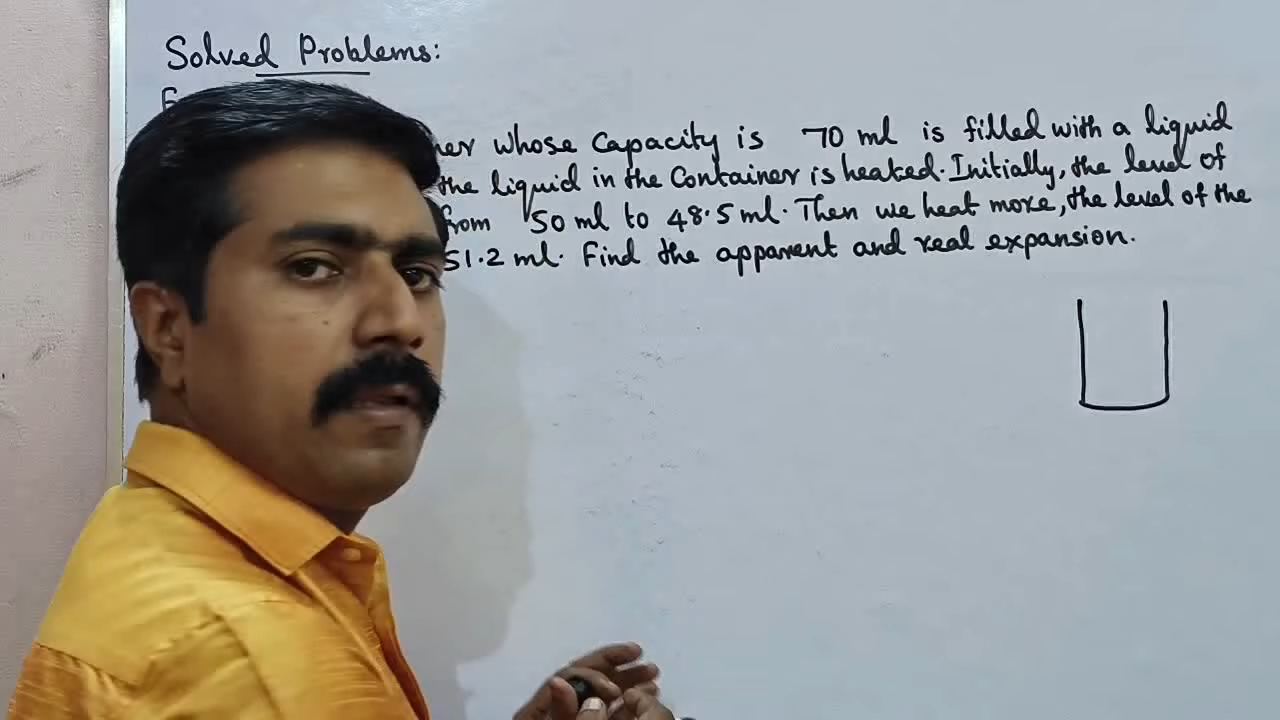 Solved Problems:
whose Capacity is 70 ml is filled with a liquid
the liquid in the Container is heated. Initially, the level of
from 50 ml to 48.5 ml. Then we heat more, the level of the
51.2 ml. Find the apparent and real expansion.